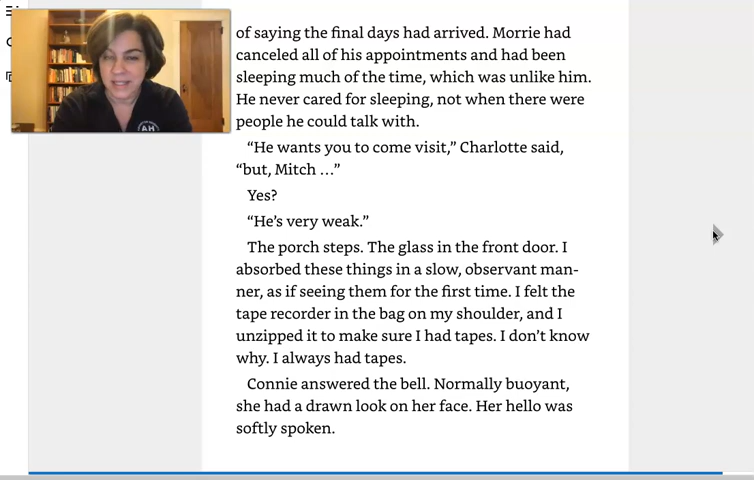 of saying the final days had arrived. Morrie had
canceled all of his appointments and had been
sleeping much of the time, which was unlike him.
He never cared for sleeping, not when there were
people he could talk with.
“He wants you to come visit,” Charlotte said,
“but, Mitch …”
Yes?
“He’s very weak.”
The porch steps. The glass in the front door. I
absorbed these things in a slow, observant man-
ner, as if seeing them for the first time. I felt the
tape recorder in the bag on my shoulder, and I
unzipped it to make sure I had tapes. I don’t know
why. I always had tapes.
Connie answered the bell. Normally buoyant,
she had a drawn look on her face. Her hello was
softly spoken.
AH